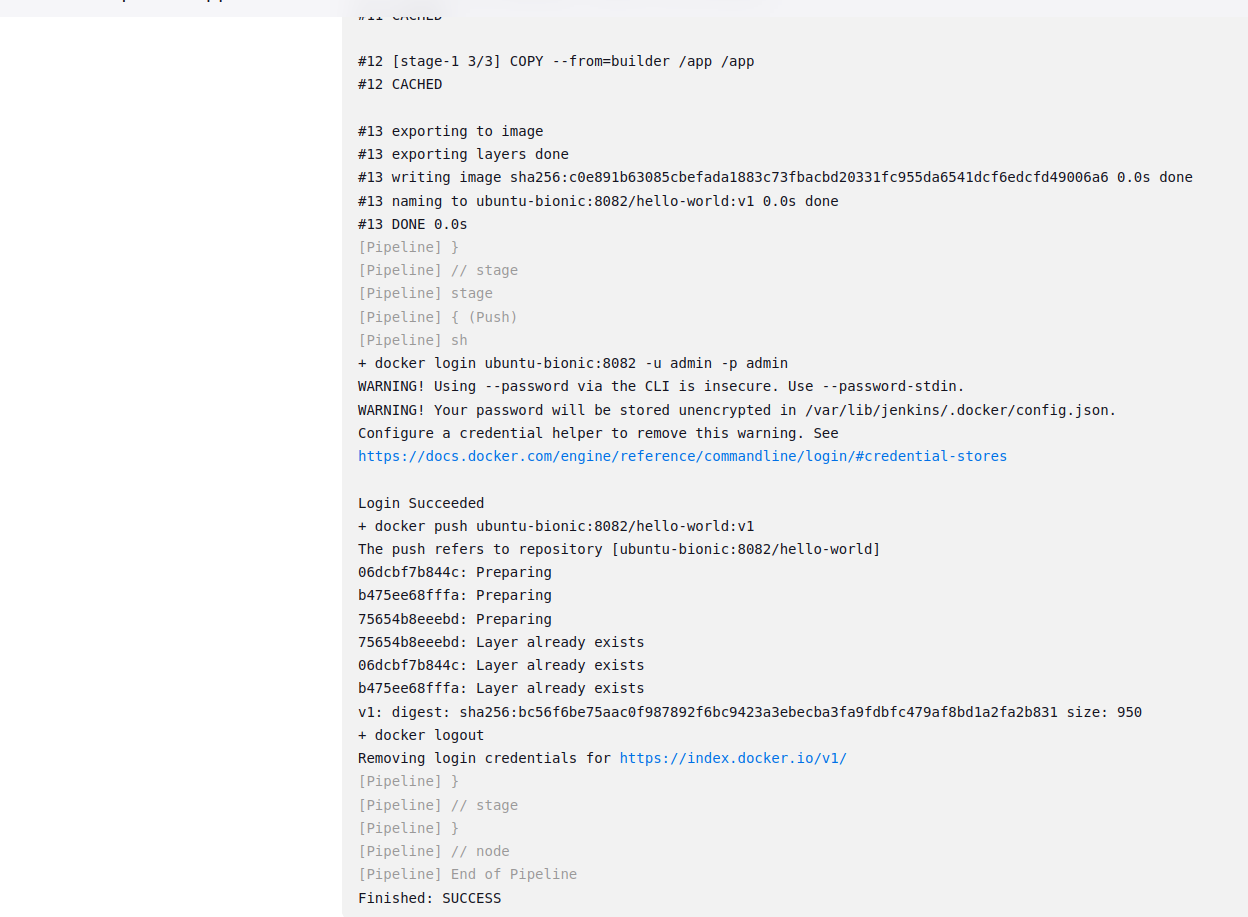 #11 CACHED
#12 [stage-1 3/3] COPY --from=builder /app /app
#12 CACHED
#13 exporting to image
#13 exporting layers done
#13 writing image sha256:c0e891b63085cbefada1883c73fbacbd20331fc955da6541dcf6edcfd49006a6 0.0s done
#13 naming to ubuntu-bionic:8082/hello-world:v1 0.0s done
#13 DONE 0.0s
[Pipeline] }
[Pipeline] // stage
[Pipeline] stage
[Pipeline] { (Push)
[Pipeline] sh
+ docker login ubuntu-bionic:8082 -u admin -p admin
WARNING! Using --password via the CLI is insecure. Use --password-stdin.
WARNING! Your password will be stored unencrypted in /var/lib/jenkins/.docker/config.json.
Configure a credential helper to remove this warning. See
https://docs.docker.com/engine/reference/commandline/login/#credential-stores
Login Succeeded
+ docker push ubuntu-bionic:8082/hello-world:v1
The push refers to repository [ubuntu-bionic:8082/hello-world]
06dcbf7b844c: Preparing
b475ee68fffa: Preparing
75654b8eeebd: Preparing
75654b8eeebd: Layer already exists
06dcbf7b844c: Layer already exists
b475ee68fffa: Layer already exists
v1: digest: sha256:bc56f6be75aac0f987892f6bc9423a3ebecba3fa9fdbfc479af8bd1a2fa2b831 size: 950
+ docker logout
Removing login credentials for https://index.docker.io/v1/
[Pipeline] }
[Pipeline] // stage
[Pipeline] }
[Pipeline] // node
[Pipeline] End of Pipeline
Finished: SUCCESS